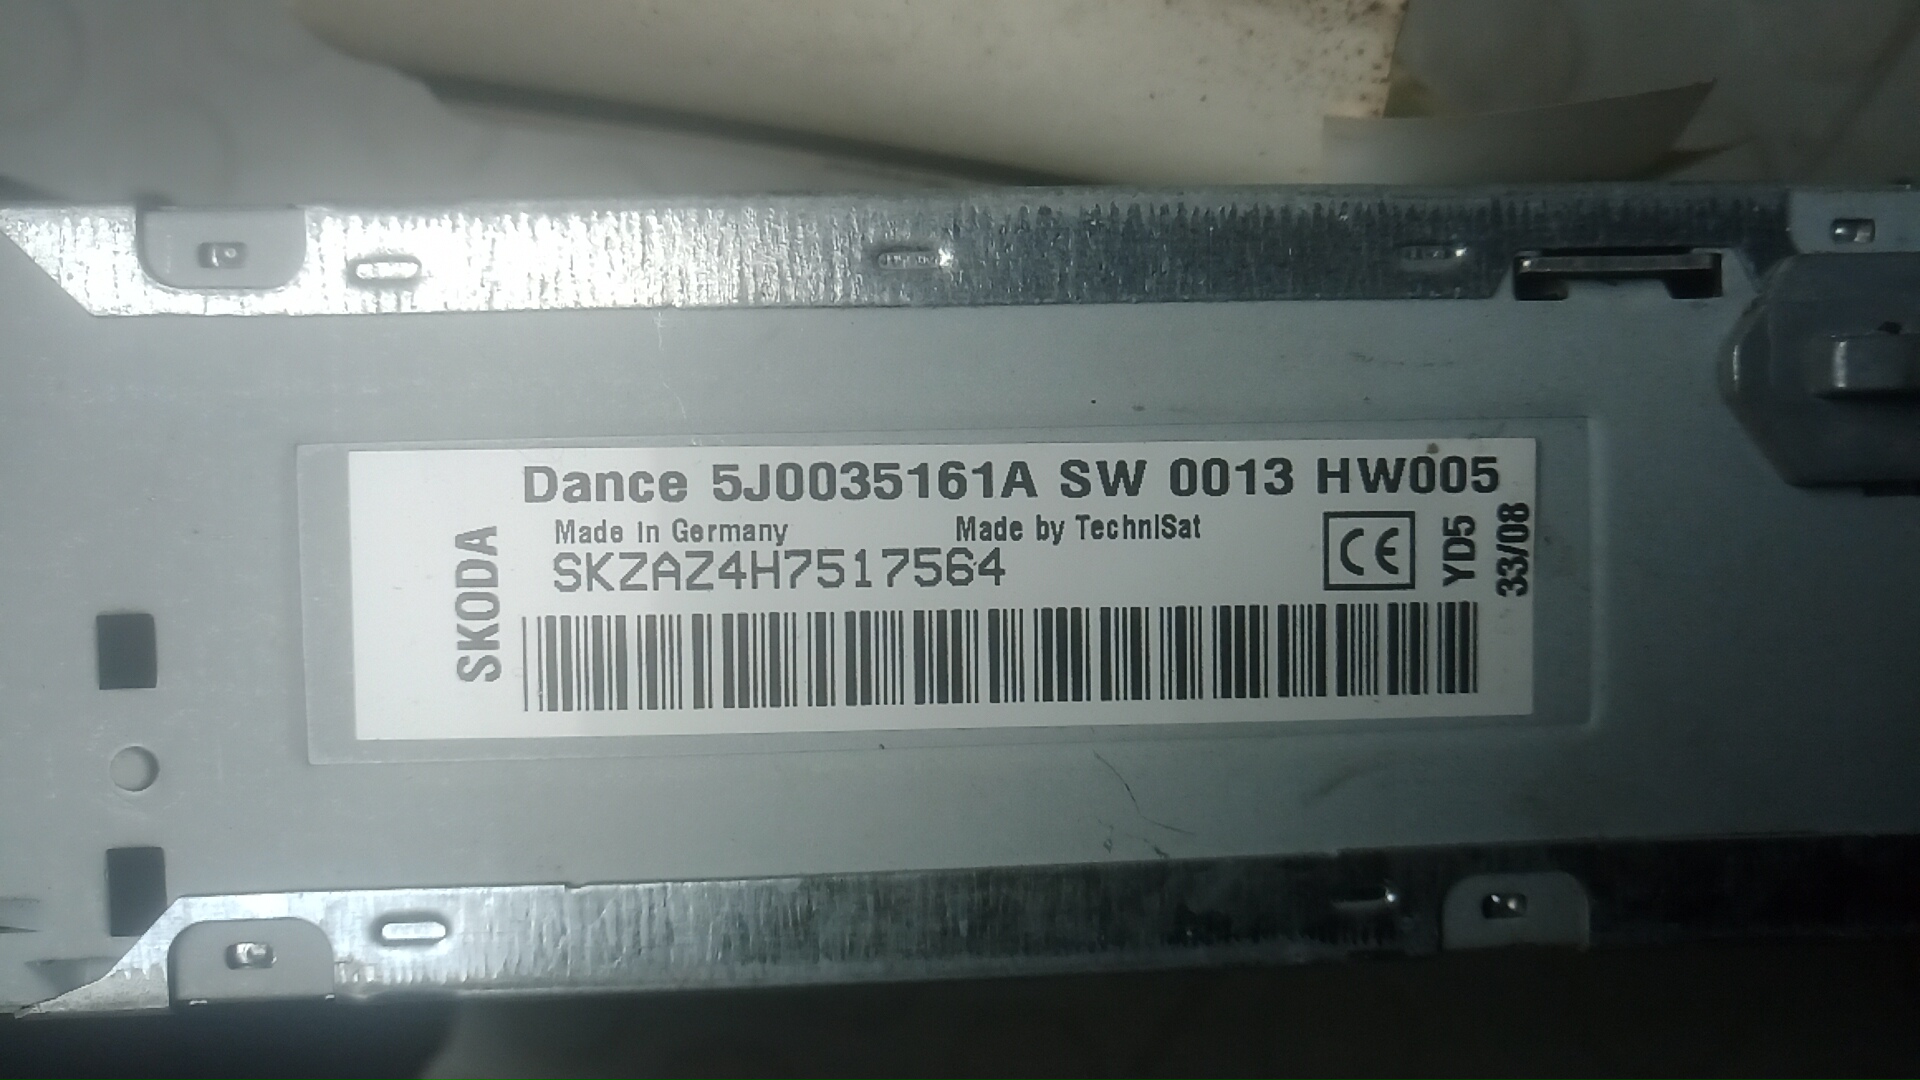 Dance 5J0035161A SW 0013 HW005
Made in Germany Made by TechniSat
SKZAZ4H7517564
SKODA
CE
YD5
33/08